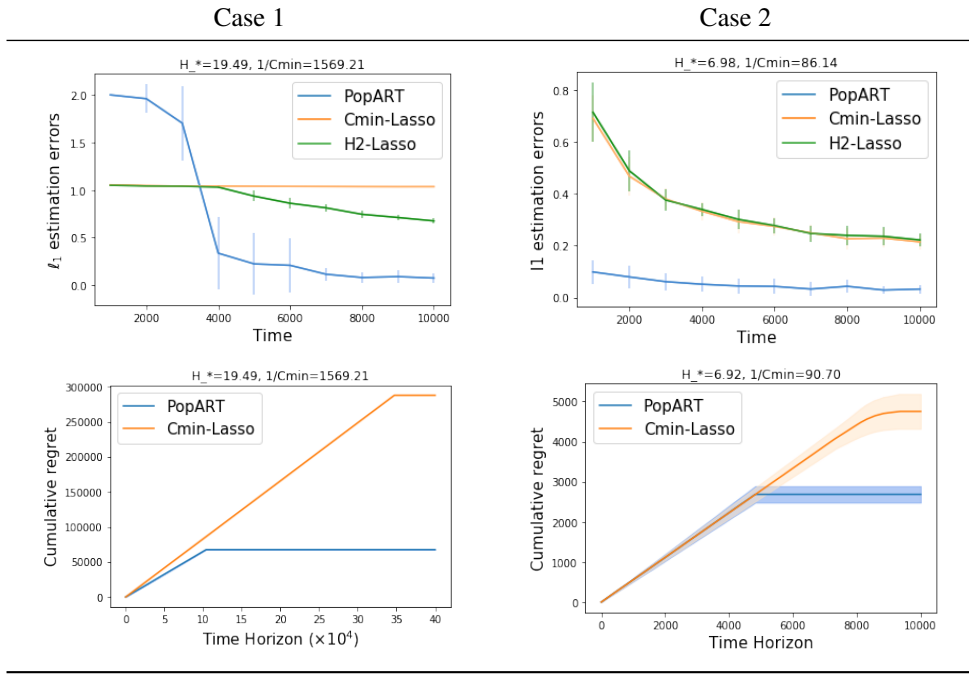 Case 1
Case 2
H_*=19.49, 1/Cmin=1569.21
ℓ₁ estimation errors
2.0
1.5
1.0
0.5
0.0
PopART
Cmin-Lasso
H2-Lasso
2000 4000 6000 8000 10000
Time
H_*=6.98, 1/Cmin=86.14
l1 estimation errors
0.8
0.6
0.4
0.2
0.0
PopART
Cmin-Lasso
H2-Lasso
2000 4000 6000 8000 10000
Time
H_*=19.49, 1/Cmin=1569.21
Cumulative regret
300000
250000
200000
150000
100000
50000
0
PopART
Cmin-Lasso
0 5 10 15 20 25 30 35 40
Time Horizon (×10⁴)
H_*=6.92, 1/Cmin=90.70
Cumulative regret
5000
4000
3000
2000
1000
0
PopART
Cmin-Lasso
0 2000 4000 6000 8000 10000
Time Horizon